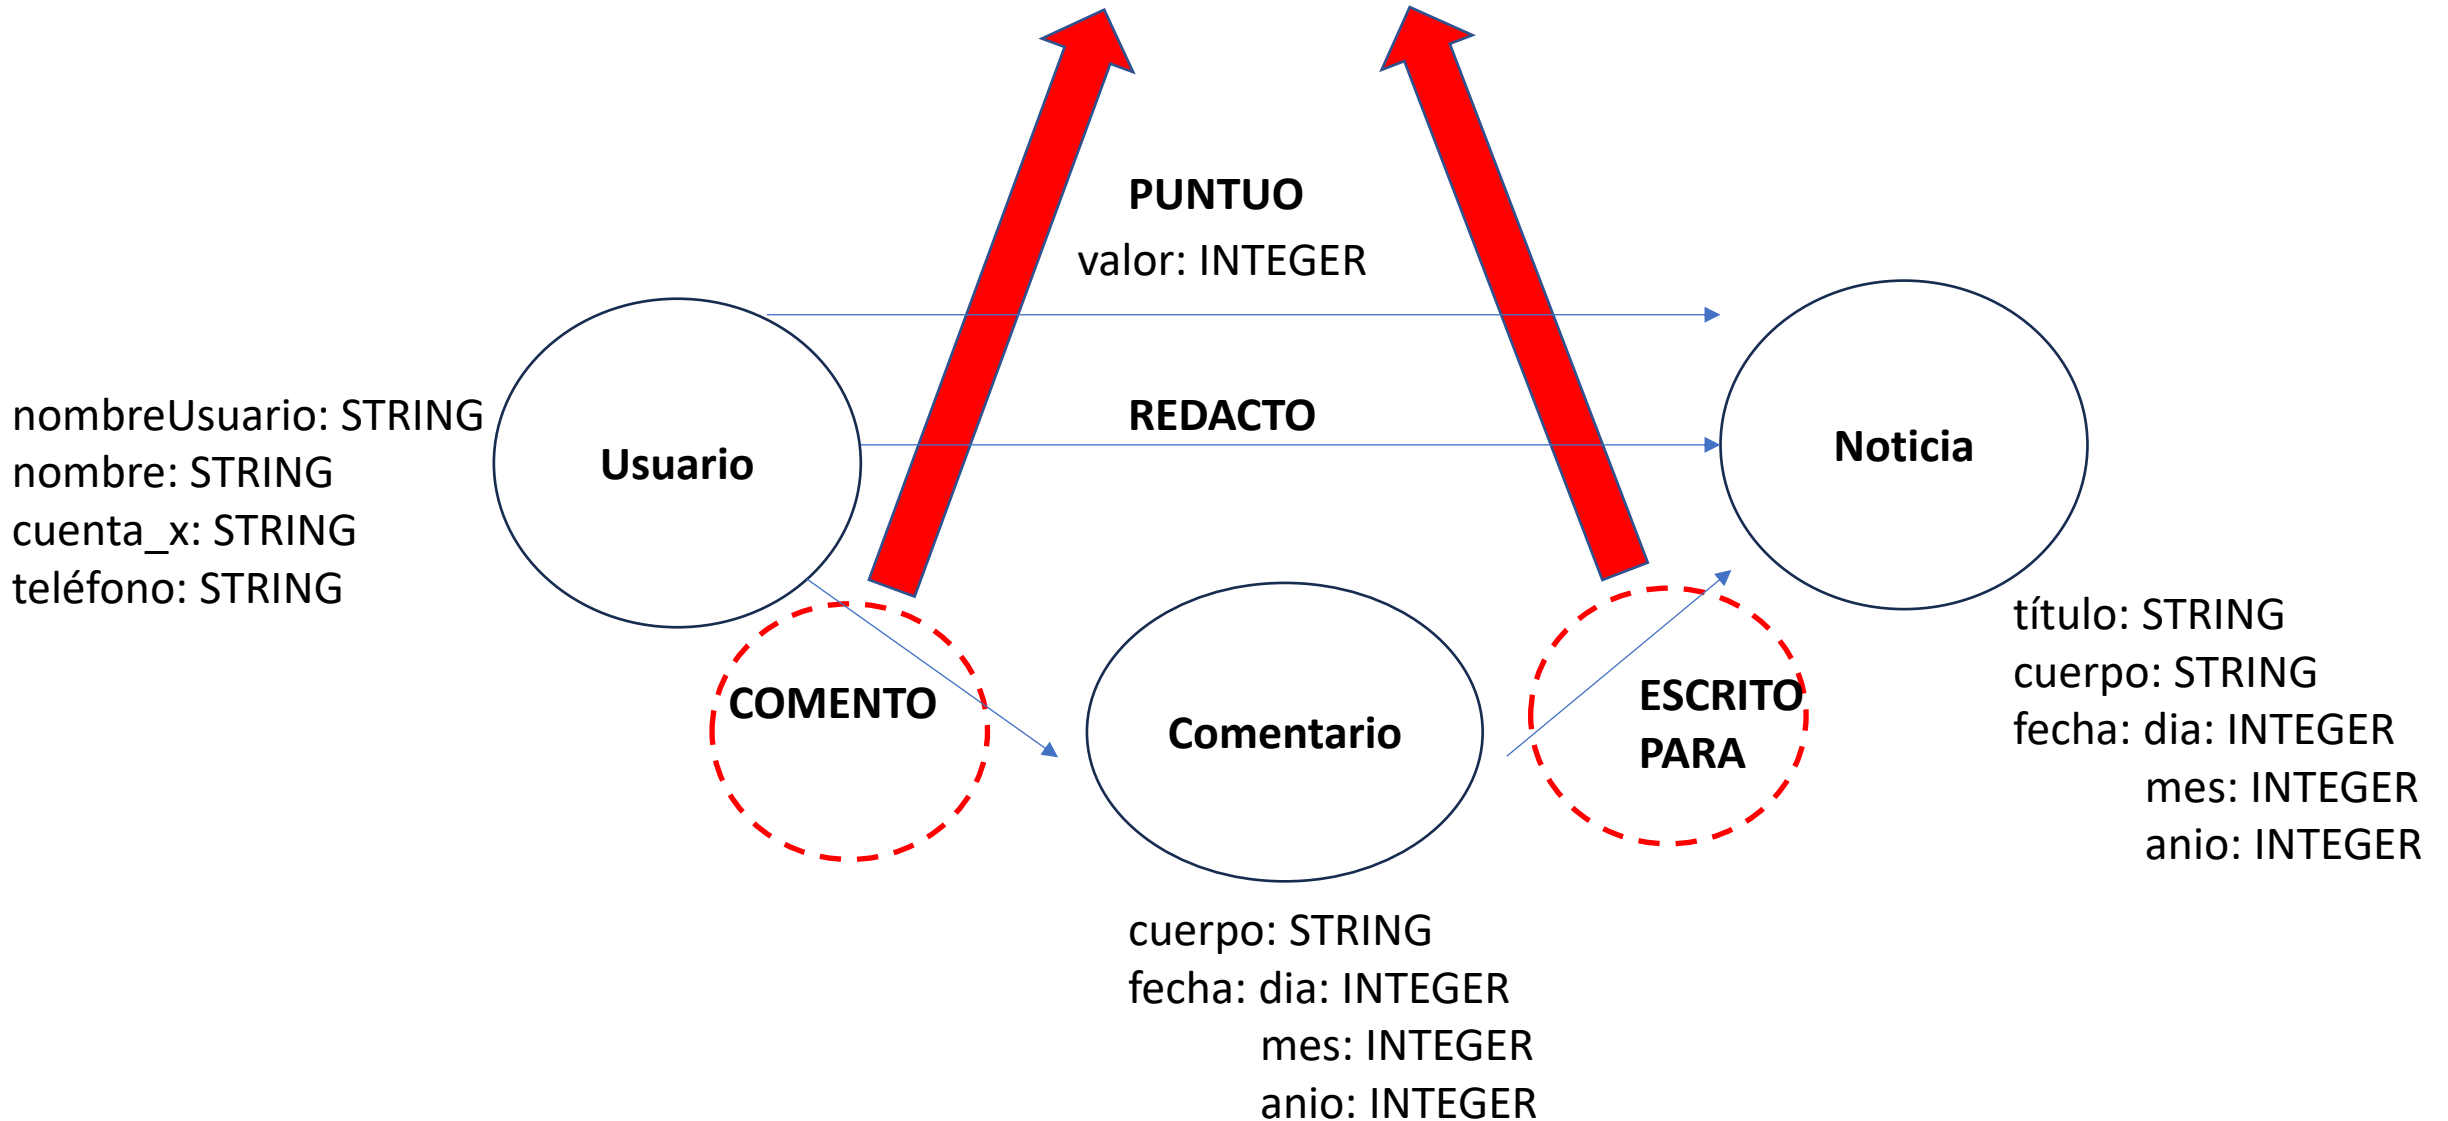 PUNTUO
valor: INTEGER
REDACTO
nombreUsuario: STRING
nombre: STRING
cuenta_x: STRING
teléfono: STRING
Usuario
Noticia
título: STRING
cuerpo: STRING
fecha: dia: INTEGER
mes: INTEGER
anio: INTEGER
COMENTO
Comentario
ESCRITO
PARA
cuerpo: STRING
fecha: dia: INTEGER
mes: INTEGER
anio: INTEGER